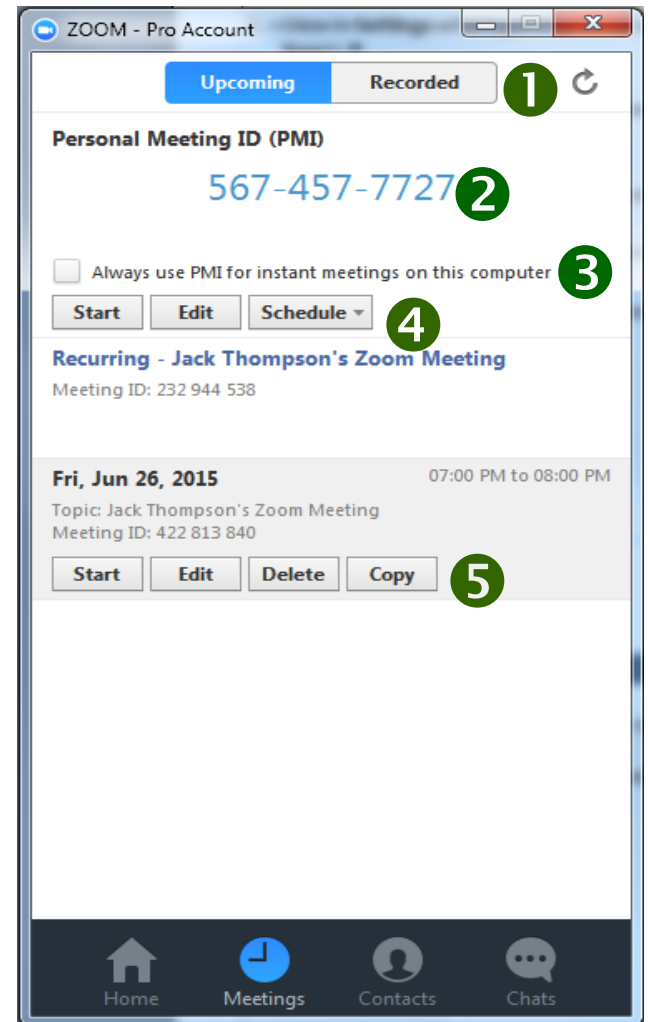 ZOOM - Pro Account
Upcoming Recorded 1
Personal Meeting ID (PMI)
567-457-7727 2
Always use PMI for instant meetings on this computer 3
Start Edit Schedule 4
Recurring - Jack Thompson's Zoom Meeting
Meeting ID: 232 944 538
Fri, Jun 26, 2015 07:00 PM to 08:00 PM
Topic: Jack Thompson's Zoom Meeting
Meeting ID: 422 813 840
Start Edit Delete Copy 5
Home Meetings Contacts Chats